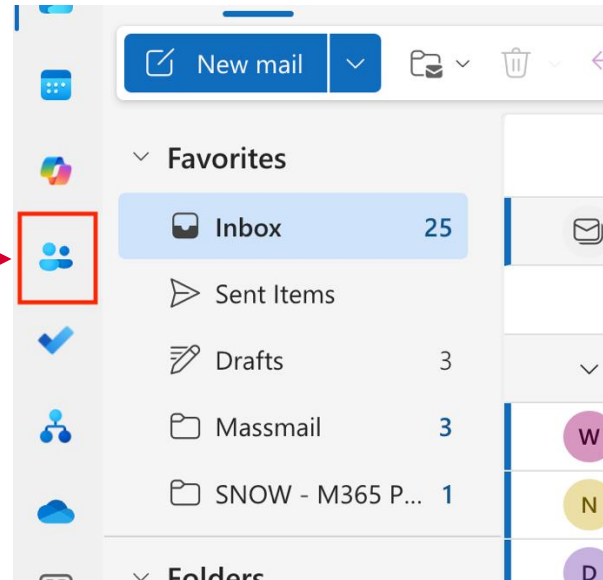 New mail
Favorites
Inbox 25
Sent Items
Drafts 3
Massmail 3
SNOW - M365 P... 1
Folders
W
N
D